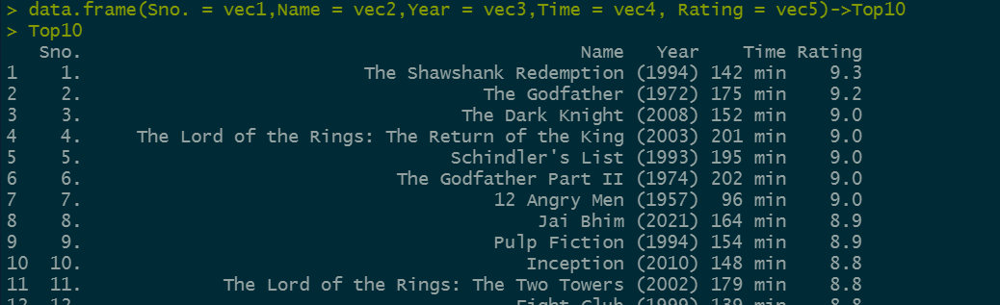 > data.frame(Sno. = vec1,Name = vec2,Year = vec3,Time = vec4, Rating = vec5)->Top10
> Top10
Sno. Name Year Time Rating
1 1. The Shawshank Redemption (1994) 142 min 9.3
2 2. The Godfather (1972) 175 min 9.2
3 3. The Dark Knight (2008) 152 min 9.0
4 4. The Lord of the Rings: The Return of the King (2003) 201 min 9.0
5 5. Schindler's List (1993) 195 min 9.0
6 6. The Godfather Part II (1974) 202 min 9.0
7 7. 12 Angry Men (1957) 96 min 9.0
8 8. Jai Bhim (2021) 164 min 8.9
9 9. Pulp Fiction (1994) 154 min 8.9
10 10. Inception (2010) 148 min 8.8
11 11. The Lord of the Rings: The Two Towers (2002) 179 min 8.8
12 12. Fight Club (1999) 139 min 8.8